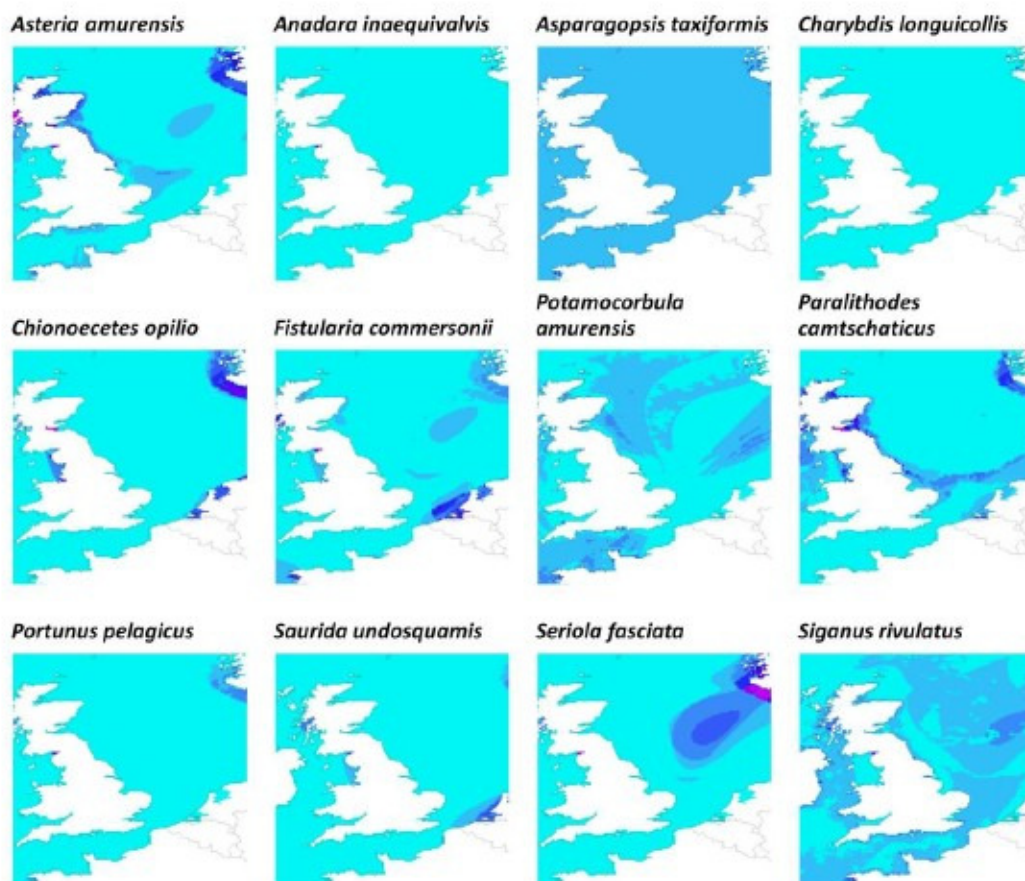 Asteria amurensis
Anadara inaequivalvis
Asparagopsis taxiformis
Charybdis longuicollis
Chionoecetes opilio
Fistularia commersonii
Potamocorbula
amurensis
Paralithodes
camtschaticus
Portunus pelagicus
Saurida undosquamis
Seriola fasciata
Siganus rivulatus